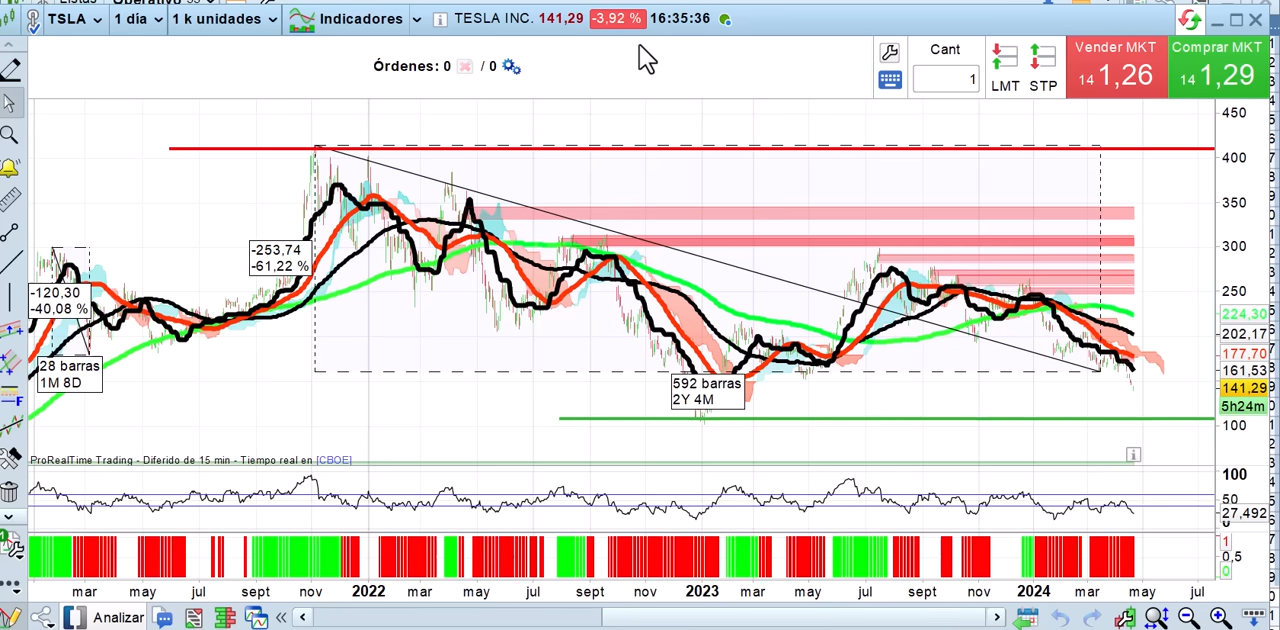 Listas Operativo
TSLA 1 día 1 k unidades Indicadores TESLA INC. 141,29 -3,92 % 16:35:36
Órdenes: 0 / 0
Cant
1
LMT STP
Vender MKT
14 1,26
Comprar MKT
14 1,29
450
400
350
300
250
224,30
202,17
177,70
161,53
141,29
5h24m
100
-253,74
-61,22 %
-120,30
-40,08 %
28 barras
1M 8D
592 barras
2Y 4M
ProRealTime Trading - Diferido de 15 min - Tiempo real en [CBOE]
100
50
27,492
0
1
0,5
0
mar may jul sept nov 2022 mar may jul sept nov 2023 mar may jul sept nov 2024 mar may jul
Analizar